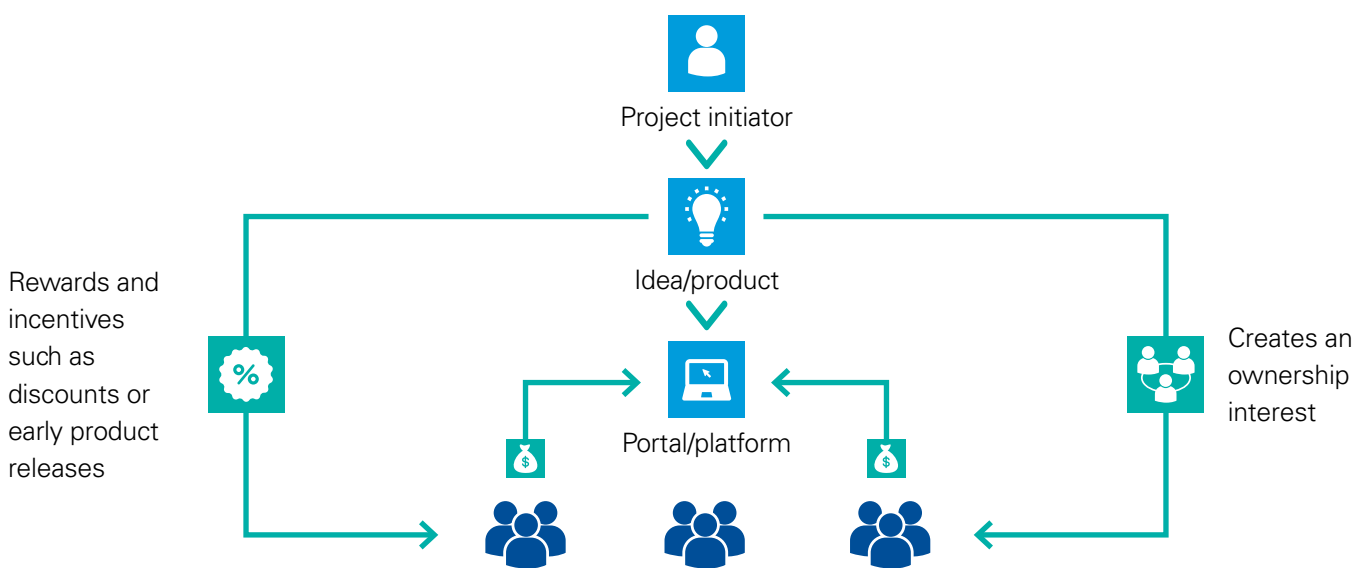 Project initiator
Idea/product
Rewards and
incentives
such as
discounts or
early product
releases
%
Creates an
ownership
interest
Portal/platform
$
$